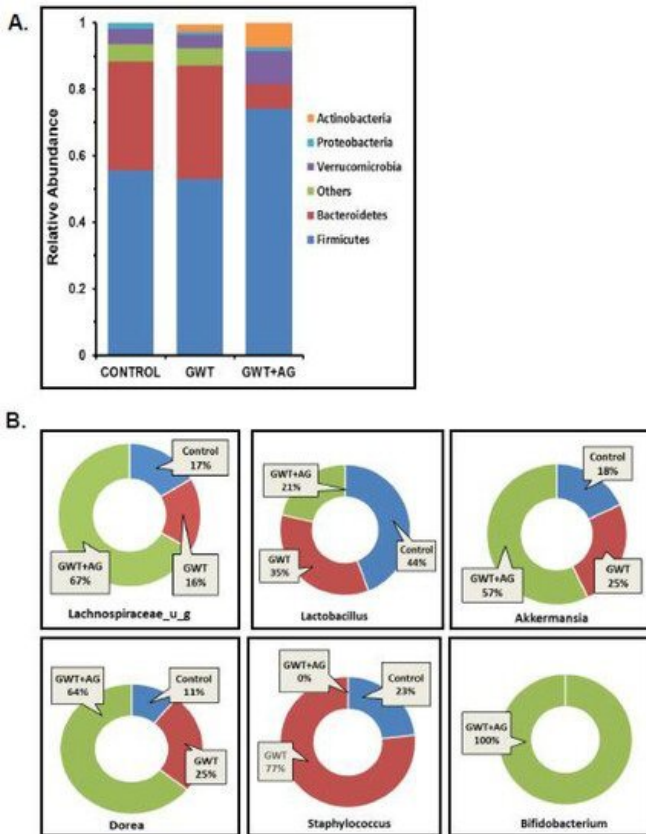 A.
Relative Abundance
1
0.8
0.6
0.4
0.2
0
CONTROL
GWT
GWT+AG
Actinobacteria
Proteobacteria
Verrucomicrobia
Others
Bacteroidetes
Firmicutes
B.
Control
17%
GWT+AG
67%
GWT
16%
Lachnospiraceae_u_g
GWT+AG
21%
GWT
35%
Control
44%
Lactobacillus
Control
18%
GWT+AG
57%
GWT
25%
Akkermansia
GWT+AG
64%
Control
11%
GWT
25%
Dorea
GWT+AG
0%
Control
23%
GWT
77%
Staphylococcus
GWT+AG
100%
Bifidobacterium